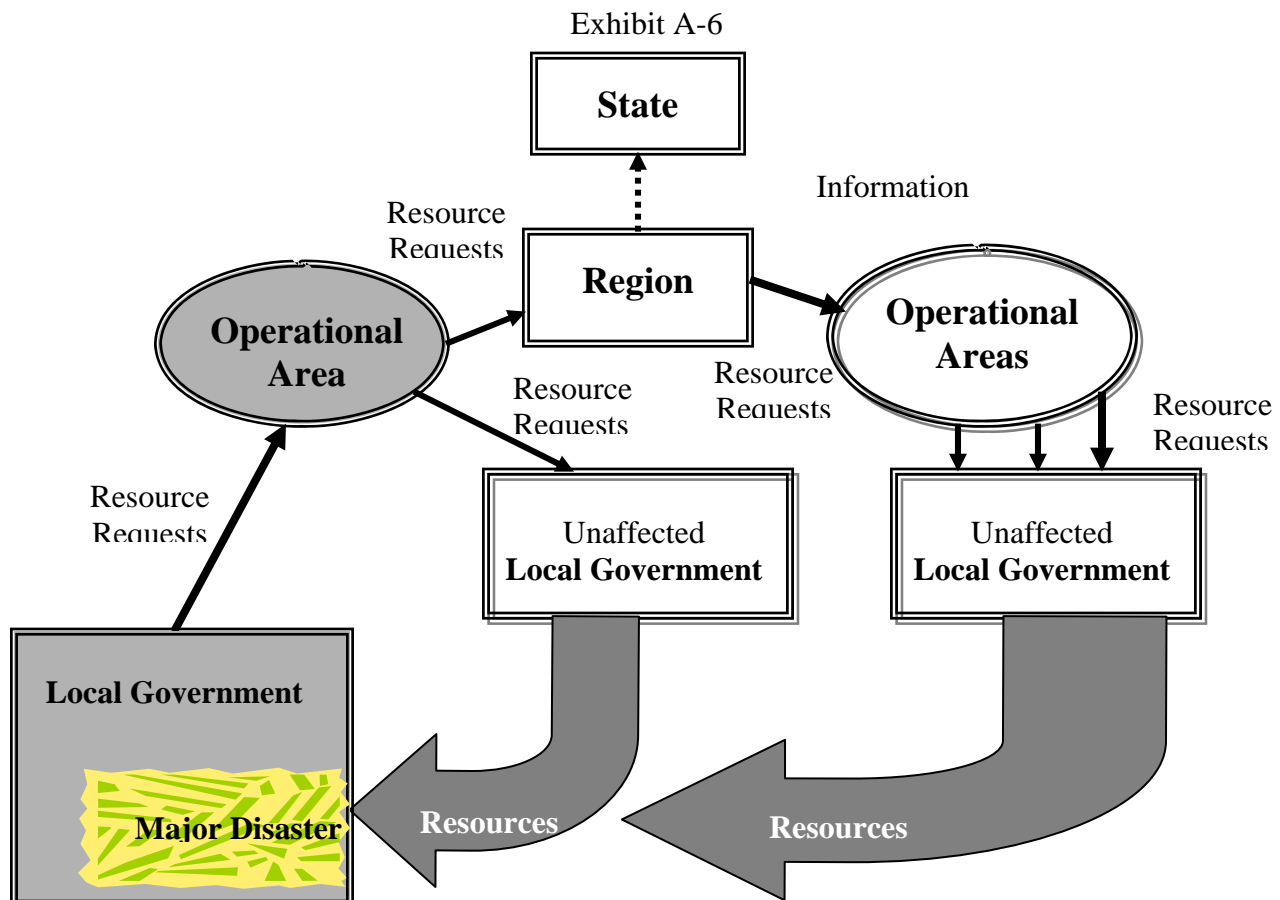 Exhibit A-6
State
Information
Resource
Requests
Region
Operational
Area
Operational
Areas
Resource
Requests
Resource
Requests
Resource
Requests
Resource
Requests
Unaffected
Local Government
Unaffected
Local Government
Local Government
Major Disaster
Resources
Resources